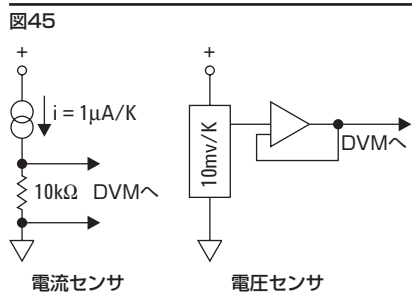 図45
+
+
i = 1μA/K
10mv/K
DVMへ
10kΩ DVMへ
電流センサ
電圧センサ